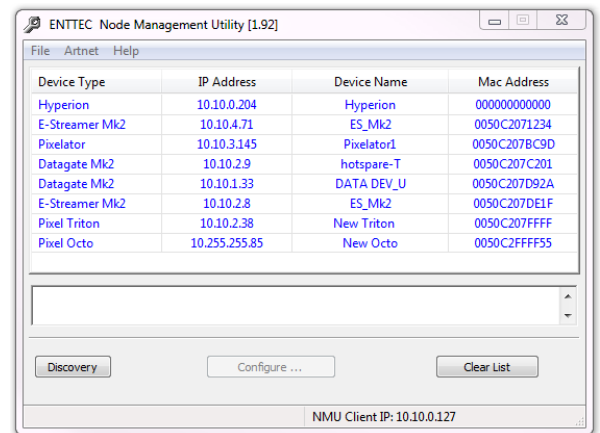 ENTTEC Node Management Utility [1.92]
File Artnet Help
Device Type IP Address Device Name Mac Address
Hyperion 10.10.0.204 Hyperion 000000000000
E-Streamer Mk2 10.10.4.71 ES_Mk2 0050C2071234
Pixelator 10.10.3.145 Pixelator1 0050C207BC9D
Datagate Mk2 10.10.2.9 hotspare-T 0050C207C201
Datagate Mk2 10.10.1.33 DATA DEV_U 0050C207D92A
E-Streamer Mk2 10.10.2.8 ES_Mk2 0050C207DE1F
Pixel Triton 10.10.2.38 New Triton 0050C207FFFF
Pixel Octo 10.255.255.85 New Octo 0050C2FFFF55
Discovery Configure ... Clear List
NMU Client IP: 10.10.0.127